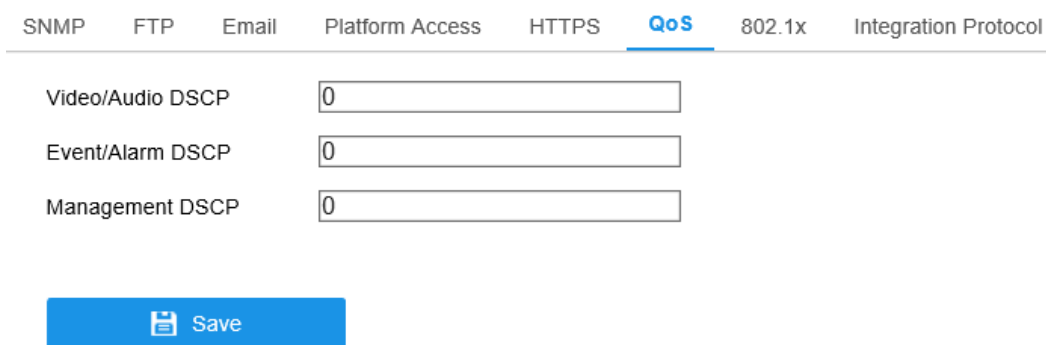 SNMP FTP Email Platform Access HTTPS QoS 802.1x Integration Protocol
Video/Audio DSCP 0
Event/Alarm DSCP 0
Management DSCP 0
Save